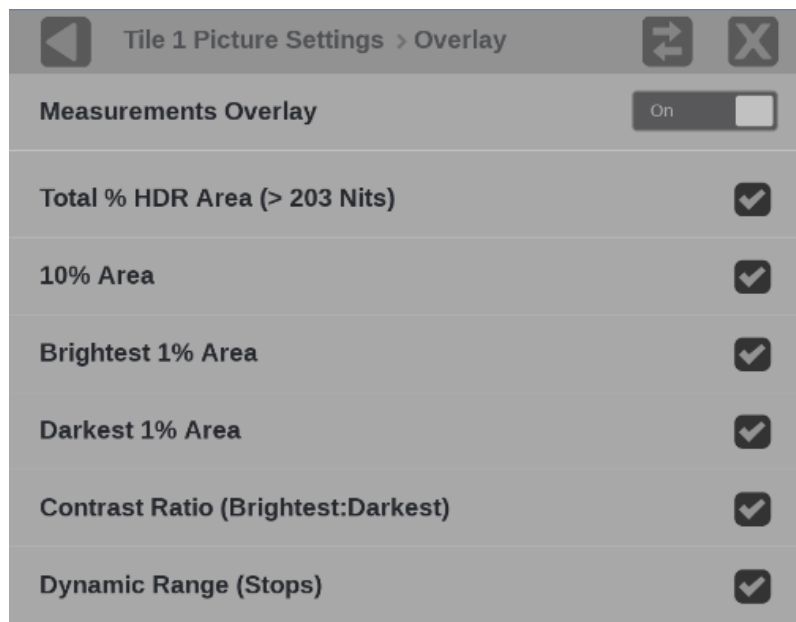 Tile 1 Picture Settings > Overlay
Measurements Overlay On
Total % HDR Area (> 203 Nits)
10% Area
Brightest 1% Area
Darkest 1% Area
Contrast Ratio (Brightest:Darkest)
Dynamic Range (Stops)